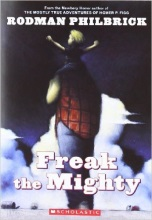 RODMAN PHILBRICK
From the Newbery Honor author of
THE MOSTLY TRUE ADVENTURES OF HOMER P. FIGG
Freak
the Mighty
SCHOLASTIC